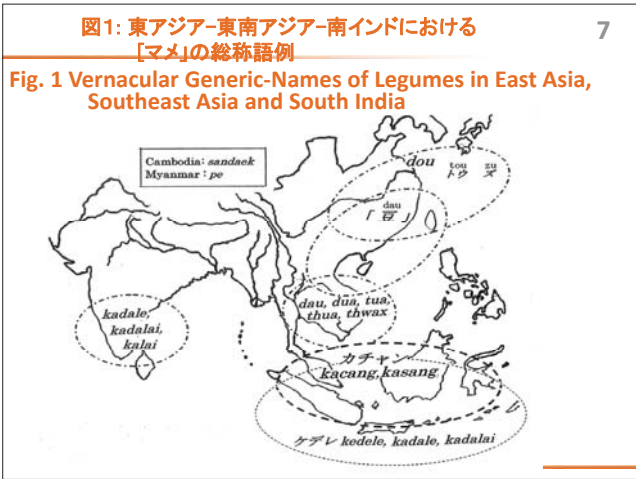 図1: 東アジア-東南アジア-南インドにおける
「マメ」の総称語例
7
Fig. 1 Vernacular Generic-Names of Legumes in East Asia,
Southeast Asia and South India
Cambodia: sandaek
Myanmar : pe
dou
tou zu
トウ ズ
dau
「豆」
dau, dua, tua,
thua, thwax
kadale,
kadalai,
kalai
カチャン
kacang, kasang
ケデレ kedele, kadale, kadalai